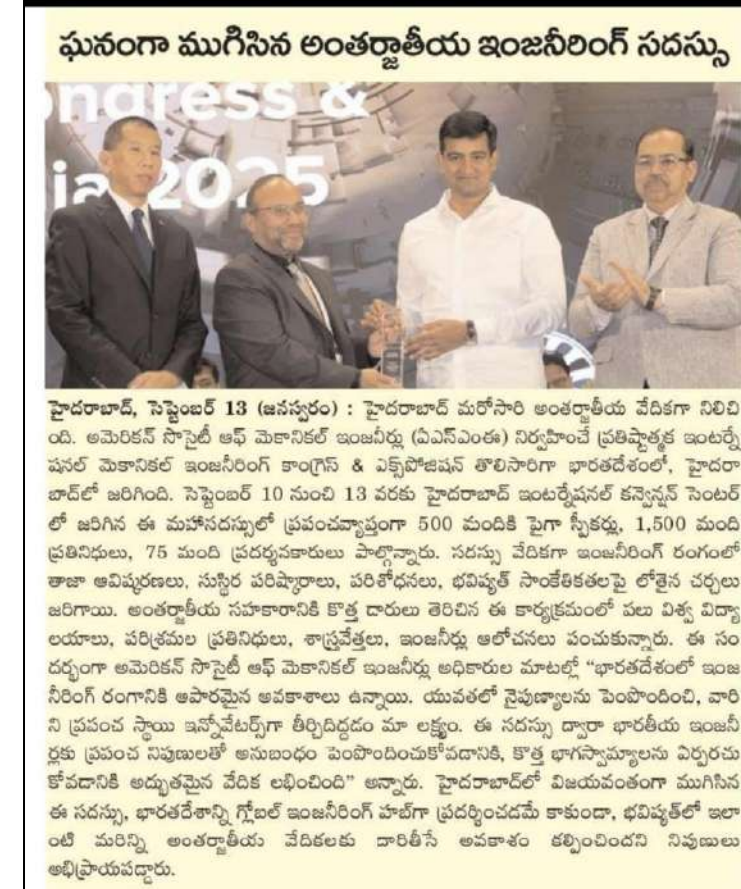 ఘనంగా ముగిసిన అంతర్జాతీయ ఇంజనీరింగ్ సదస్సు
ongress &
ia 2025
హైదరాబాద్, సెప్టెంబర్ 13 (జనస్వరం) : హైదరాబాద్ మరోసారి అంతర్జాతీయ వేదికగా నిలిచి
ంది. అమెరికన్ సొసైటీ ఆఫ్ మెకానికల్ ఇంజనీర్లు (ఏఎస్ఎంఈ) నిర్వహించే ప్రతిష్టాత్మక ఇంటర్నే
షనల్ మెకానికల్ ఇంజనీరింగ్ కాంగ్రెస్ & ఎక్స్‌పోజిషన్ తొలిసారిగా భారతదేశంలో, హైదరా
బాద్‌లో జరిగింది. సెప్టెంబర్ 10 నుంచి 13 వరకు హైదరాబాద్ ఇంటర్నేషనల్ కన్వెన్షన్ సెంటర్
లో జరిగిన ఈ మహాసదస్సులో ప్రపంచవ్యాప్తంగా 500 మందికి పైగా స్పీకర్లు, 1,500 మంది
ప్రతినిధులు, 75 మంది ప్రదర్శనకారులు పాల్గొన్నారు. సదస్సు వేదికగా ఇంజనీరింగ్ రంగంలో
తాజా ఆవిష్కరణలు, సుస్థిర పరిష్కారాలు, పరిశోధనలు, భవిష్యత్ సాంకేతికతలపై లోతైన చర్చలు
జరిగాయి. అంతర్జాతీయ సహకారానికి కొత్త దారులు తెరిచిన ఈ కార్యక్రమంలో పలు విశ్వ విద్యా
లయాలు, పరిశ్రమల ప్రతినిధులు, శాస్త్రవేత్తలు, ఇంజనీర్లు ఆలోచనలు పంచుకున్నారు. ఈ సం
దర్భంగా అమెరికన్ సొసైటీ ఆఫ్ మెకానికల్ ఇంజనీర్లు అధికారుల మాటల్లో “భారతదేశంలో ఇంజ
నీరింగ్ రంగానికి ఆపారమైన అవకాశాలు ఉన్నాయి. యువతలో నైపుణ్యాలను పెంపొందించి, వారి
ని ప్రపంచ స్థాయి ఇన్నోవేటర్స్‌గా తీర్చిదిద్దడం మా లక్ష్యం. ఈ సదస్సు ద్వారా భారతీయ ఇంజనీ
ర్లకు ప్రపంచ నిపుణులతో అనుబంధం పెంపొందించుకోవడానికి, కొత్త భాగస్వామ్యాలను ఏర్పరచు
కోవడానికి అద్భుతమైన వేదిక లభించింది” అన్నారు. హైదరాబాద్‌లో విజయవంతంగా ముగిసిన
ఈ సదస్సు, భారతదేశాన్ని గ్లోబల్ ఇంజనీరింగ్ హబ్‌గా ప్రదర్శించడమే కాకుండా, భవిష్యత్‌లో ఇలా
ంటి మరిన్ని అంతర్జాతీయ వేదికలకు దారితీసే అవకాశం కల్పించిందని నిపుణులు
అభిప్రాయపడ్డారు.